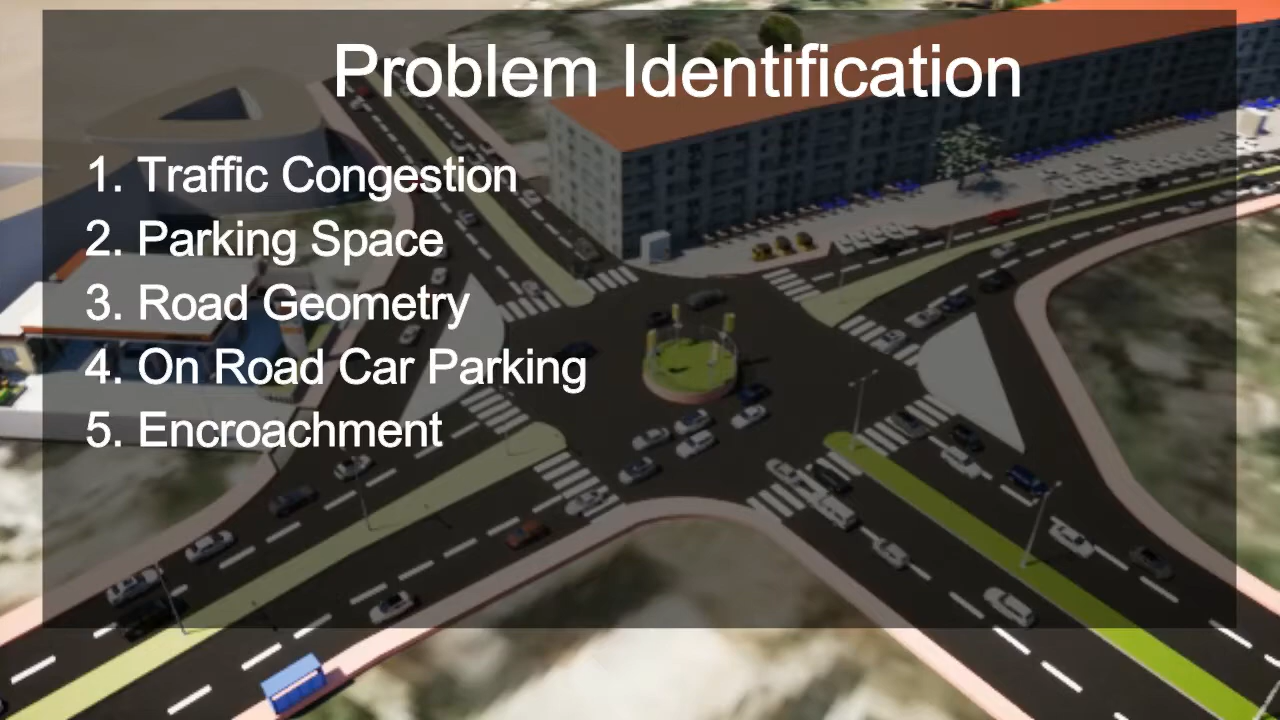 Problem Identification
1. Traffic Congestion
2. Parking Space
3. Road Geometry
4. On Road Car Parking
5. Encroachment